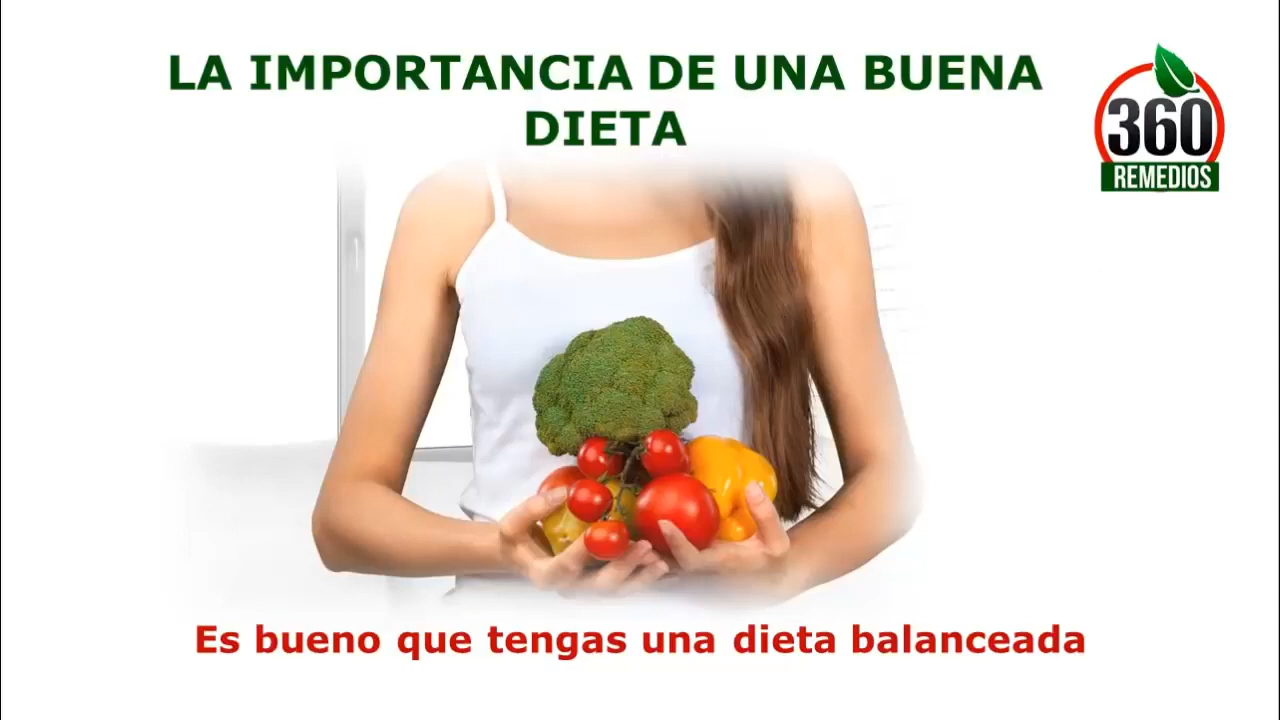 LA IMPORTANCIA DE UNA BUENA
DIETA
360
REMEDIOS
Es bueno que tengas una dieta balanceada